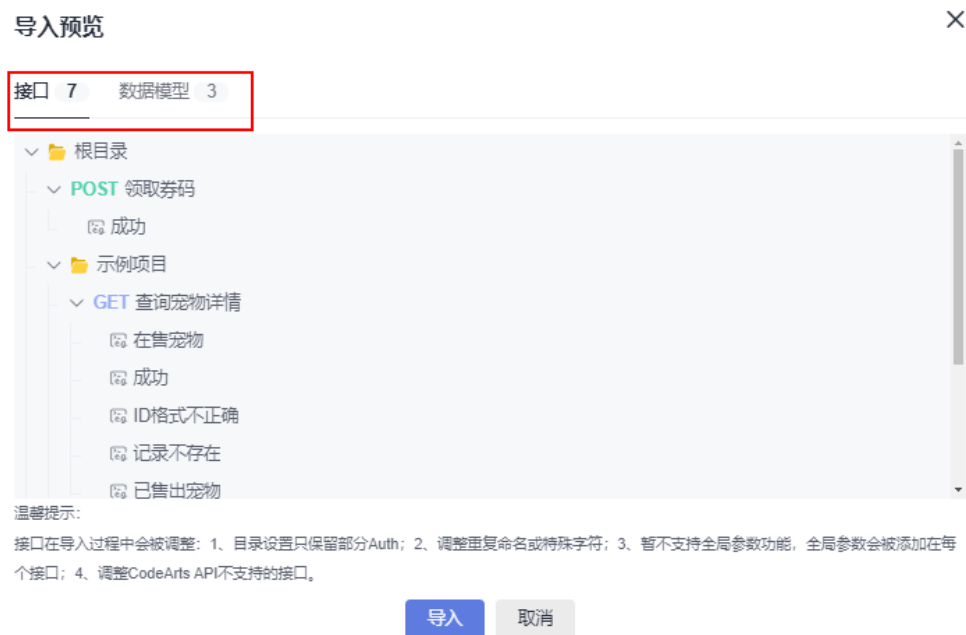 导入预览
接口 7 数据模型 3
根目录
POST 领取券码
成功
示例项目
GET 查询宠物详情
在售宠物
成功
ID格式不正确
记录不存在
已售出宠物
温馨提示：
接口在导入过程中会被调整：1、目录设置只保留部分Auth；2、调整重复命名或特殊字符；3、暂不支持全局参数功能，全局参数会被添加在每
个接口；4、调整CodeArts API不支持的接口。
导入 取消